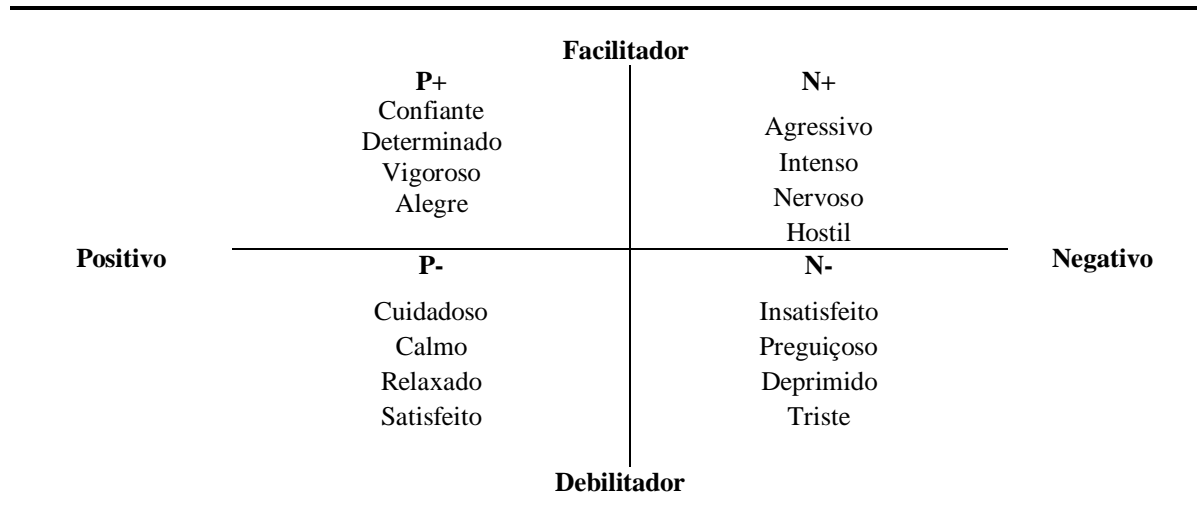 Facilitador
P+ N+
Confiante
Agressivo
Determinado
Intenso
Vigoroso
Nervoso
Alegre
Hostil
Positivo Negativo
P- N-
Cuidadoso Insatisfeito
Calmo Preguiçoso
Relaxado Deprimido
Satisfeito Triste
Debilitador